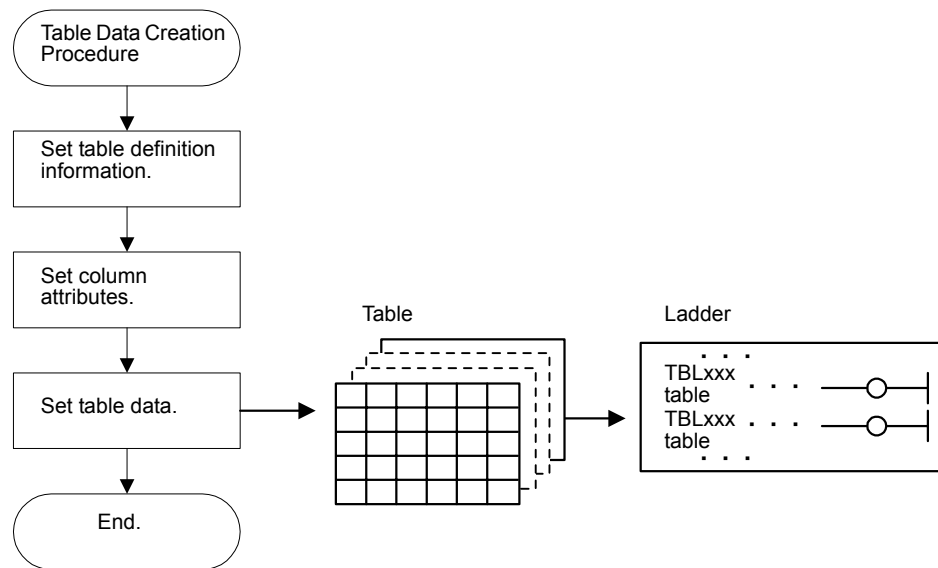 Table Data Creation
Procedure
Set table definition
information.
Set column
attributes.
Set table data.
End.
Table
Ladder
. . .
TBLxxx . . .
table
TBLxxx . . .
table
. . .